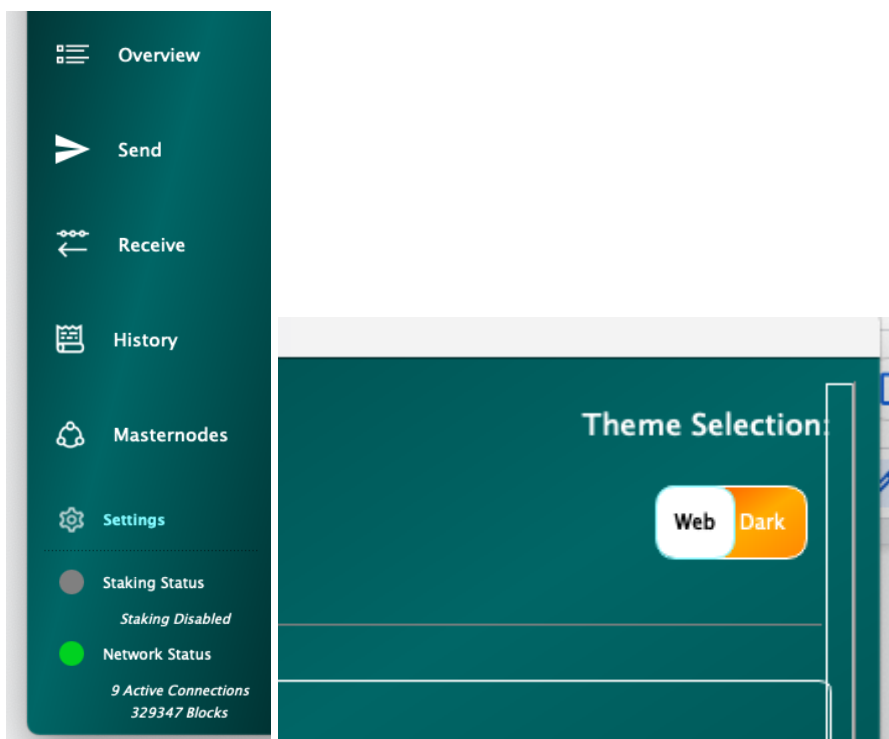 Overview
Send
Receive
History
Masternodes
Settings
Staking Status
Staking Disabled
Network Status
9 Active Connections
329347 Blocks
Theme Selection:
Web Dark